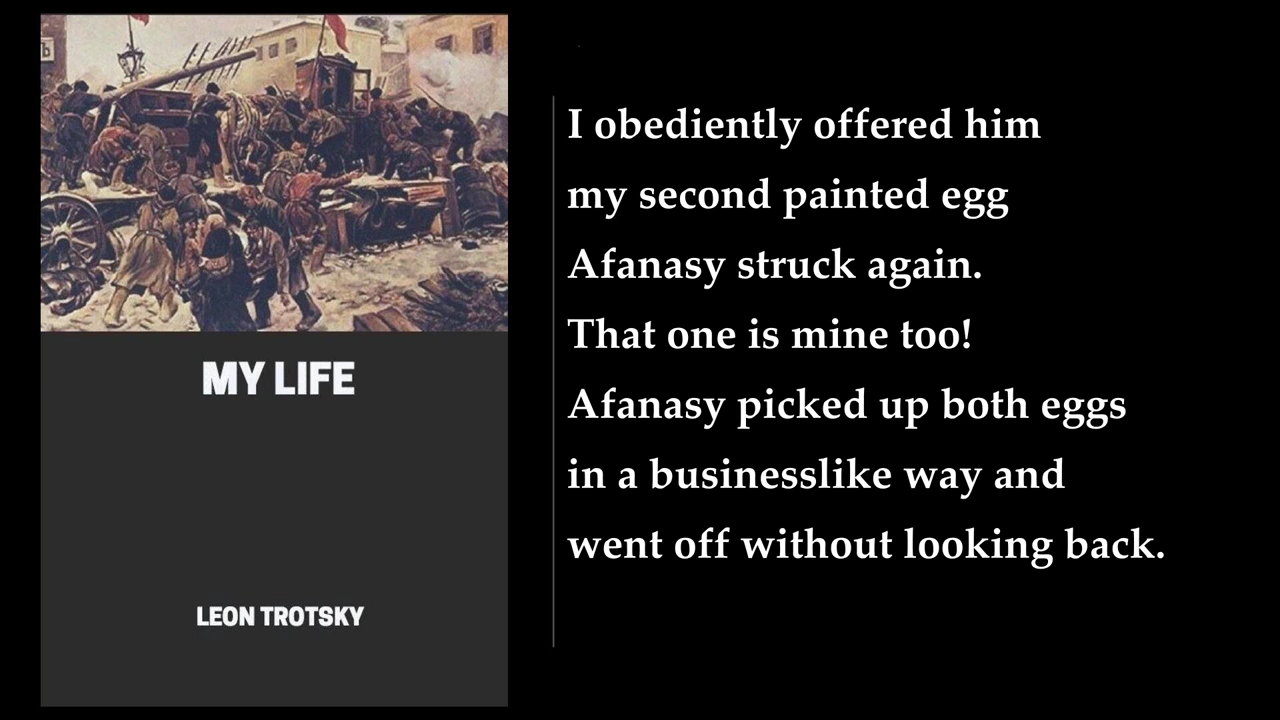 MY LIFE
LEON TROTSKY
I obediently offered him
my second painted egg
Afanasy struck again.
That one is mine too!
Afanasy picked up both eggs
in a businesslike way and
went off without looking back.